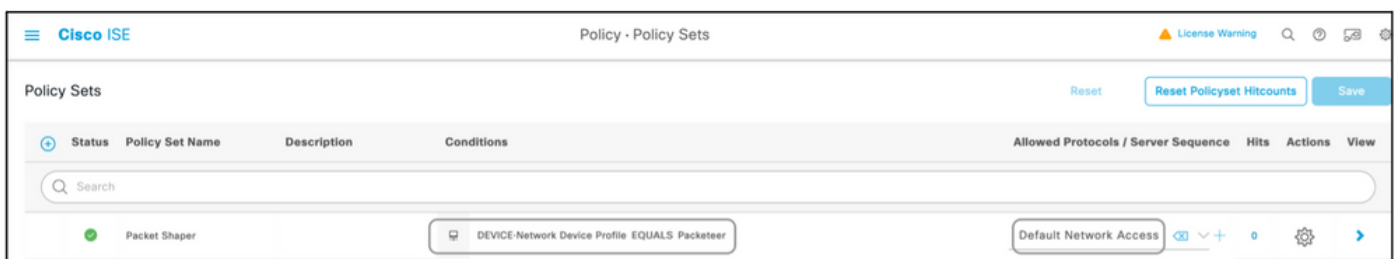 Cisco ISE Policy · Policy Sets License Warning
Policy Sets Reset Reset Policyset Hitcounts Save
Status Policy Set Name Description Conditions Allowed Protocols / Server Sequence Hits Actions View
Search
Packet Shaper DEVICE-Network Device Profile EQUALS Packeteer Default Network Access 0